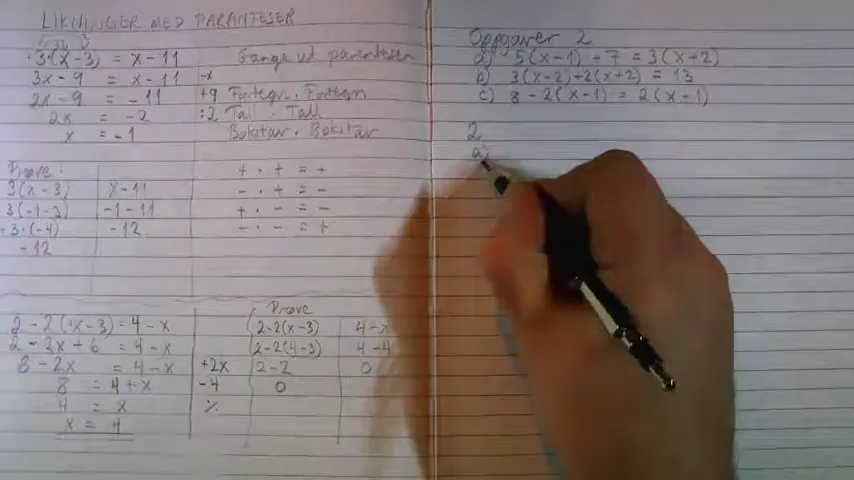 LIKNINGER MED PARANTESER
3·(x-3) = x-11 Gange ut parentesen
3x-9 = x-11 -x
2x-9 = -11 +9 Fortegn · Fortegn
2x = -2 :2 Tall · Tall
x = -1 Bokstav · Bokstav
Prøve:
3(x-3) x-11
3(-1-3) -1-11
+3·(-4) -12
-12
+ · + = +
- · + = -
+ · - = -
- · - = +
2-2(x-3) = 4-x
2-2x+6 = 4-x
8-2x = 4-x +2x
8 = 4+x -4
4 = x
x = 4
Prøve
2-2(x-3) 4-x
2-2(4-3) 4-4
2-2 0
0
Oppgaver 2
a) 5(x-1)+7 = 3(x+2)
b) 3(x-2)+2(x+2) = 13
c) 8-2(x-1) = 2(x+1)
2
a)